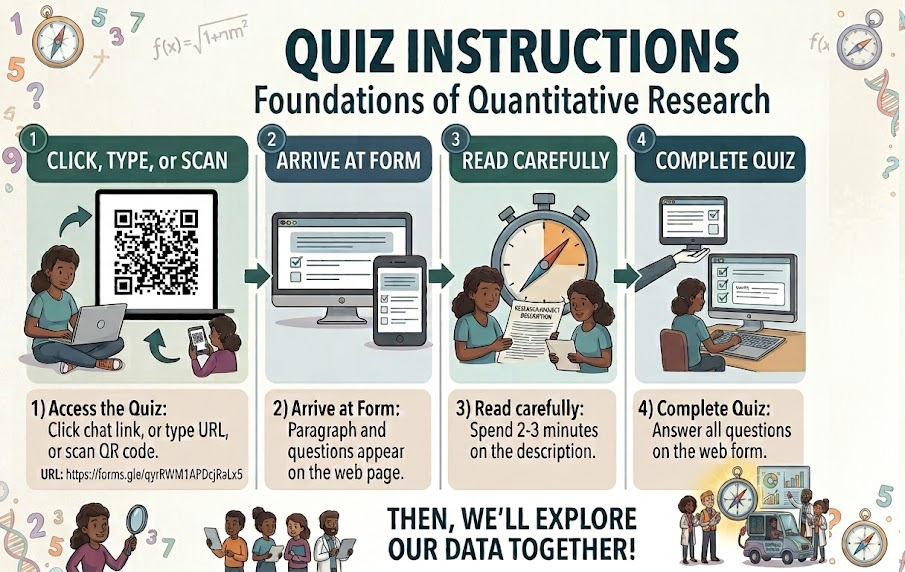 QUIZ INSTRUCTIONS
Foundations of Quantitative Research
1
CLICK, TYPE, or SCAN
2
ARRIVE AT FORM
3
READ CAREFULLY
4
COMPLETE QUIZ
1) Access the Quiz:
Click chat link, or type URL,
or scan QR code.
URL: https://forms.gle/qyrRWM1APDcjRaLx5
2) Arrive at Form:
Paragraph and
questions appear
on the web page.
3) Read carefully:
Spend 2-3 minutes
on the description.
4) Complete Quiz:
Answer all questions
on the web form.
THEN, WE'LL EXPLORE
OUR DATA TOGETHER!